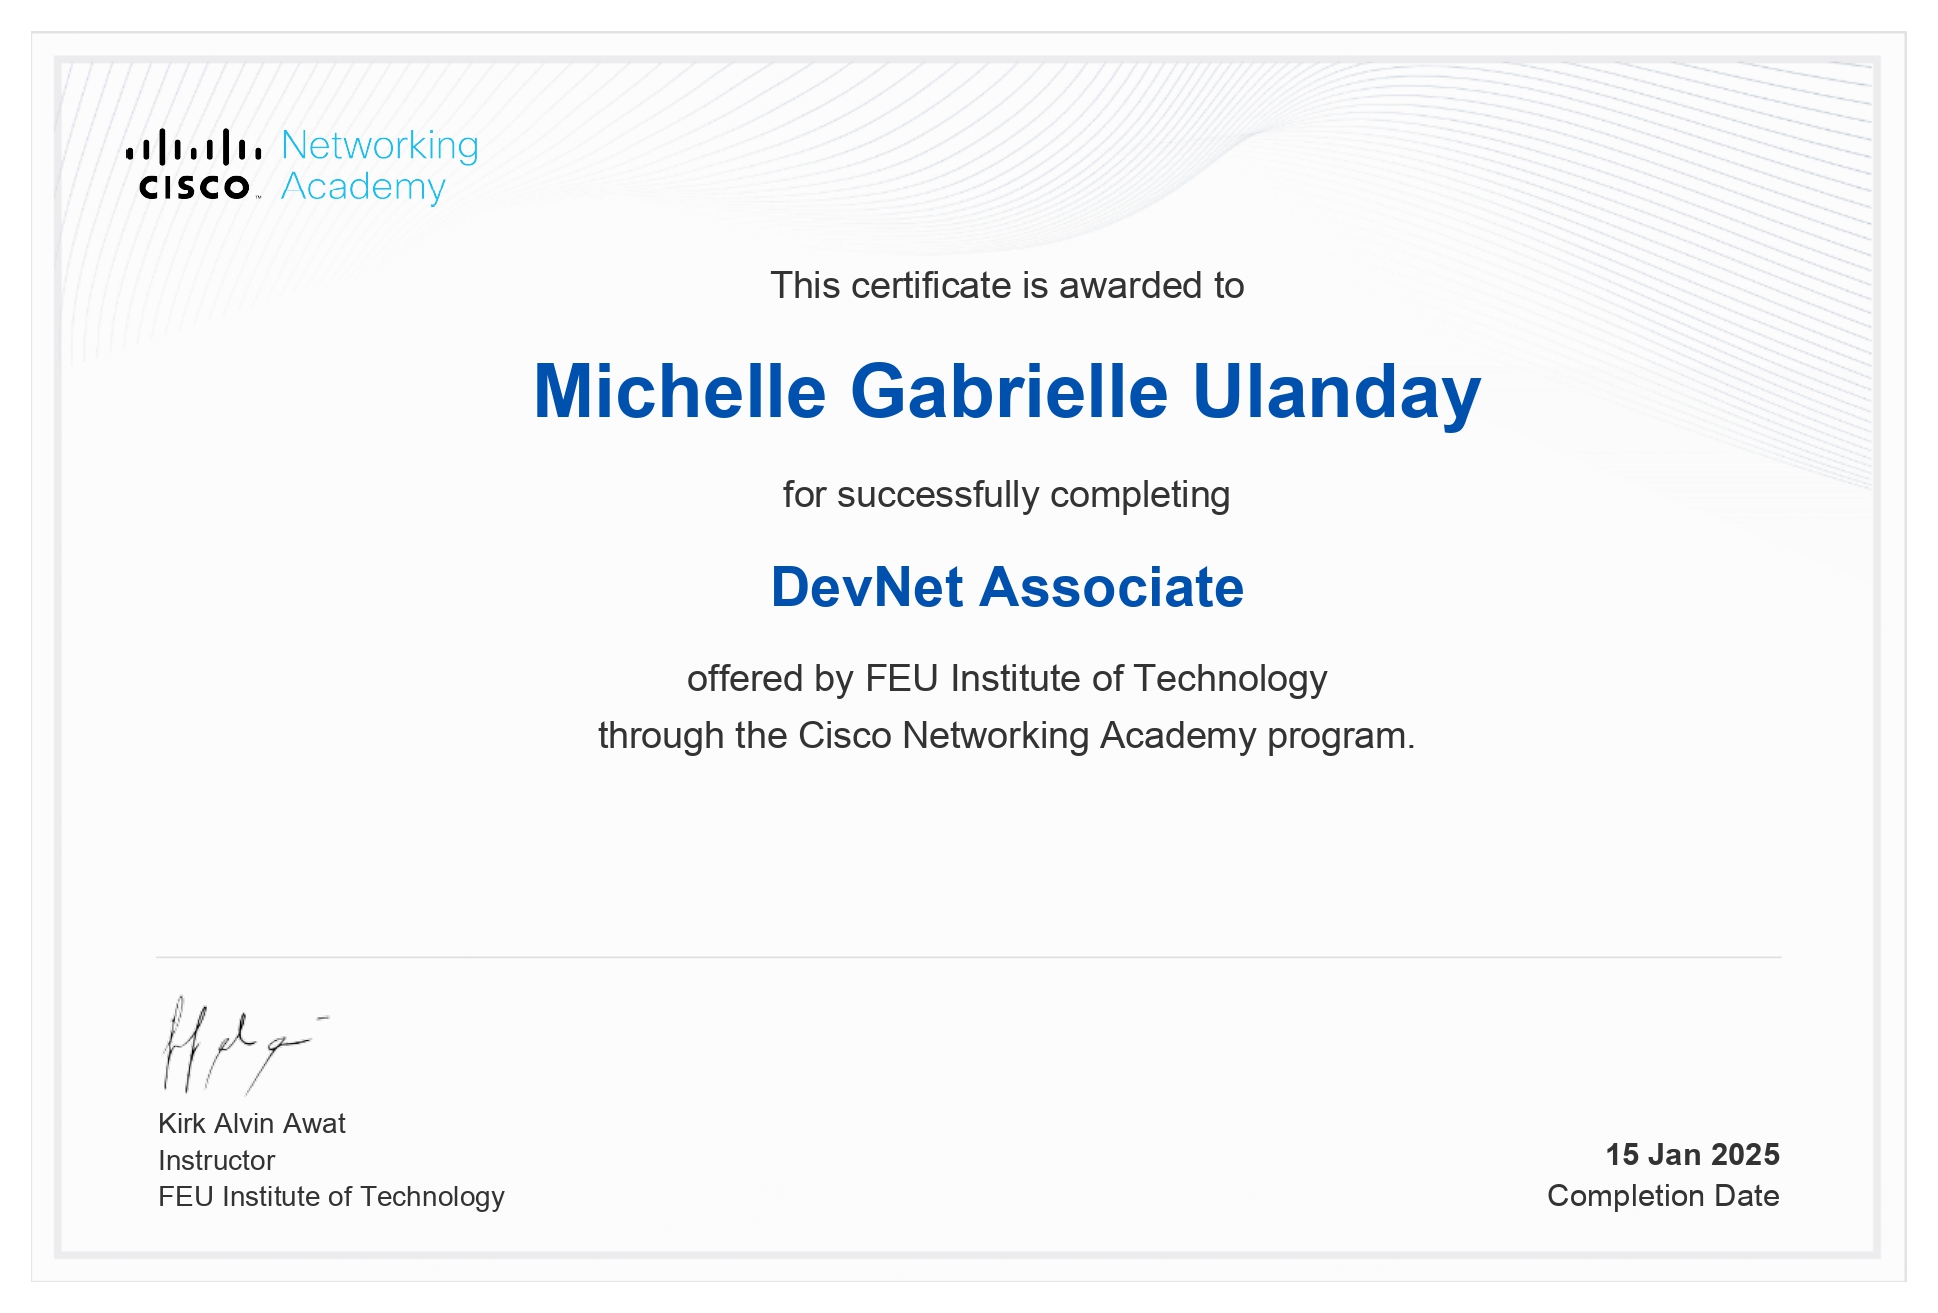 Networking
CISCO™ Academy
This certificate is awarded to
Michelle Gabrielle Ulanday
for successfully completing
DevNet Associate
offered by FEU Institute of Technology
through the Cisco Networking Academy program.
Kirk Alvin Awat
Instructor
FEU Institute of Technology
15 Jan 2025
Completion Date